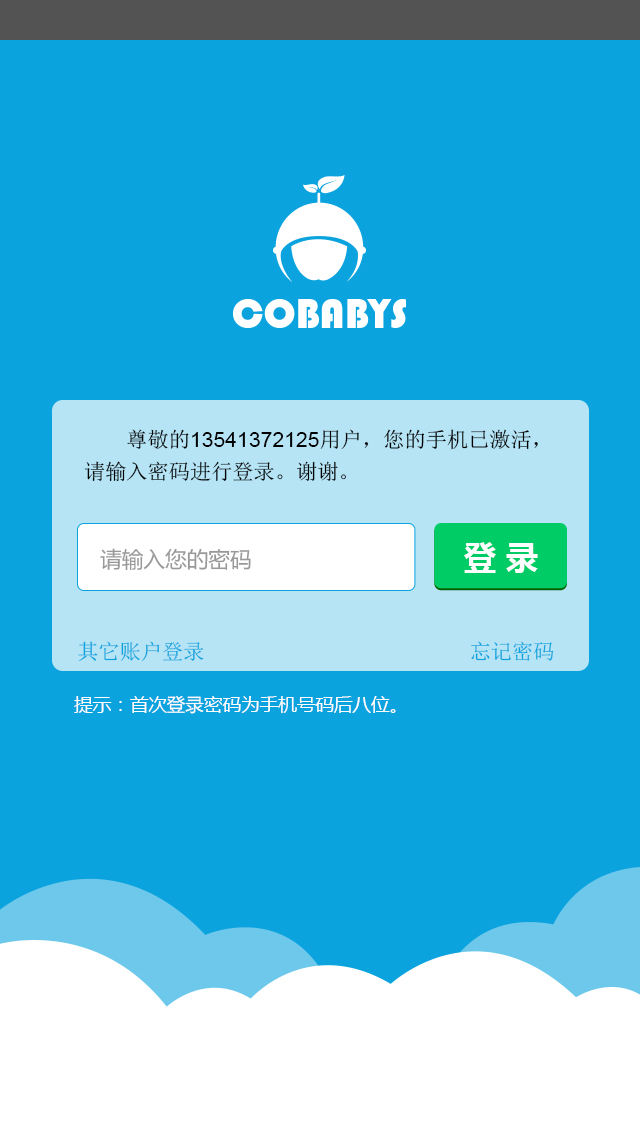 COBABYS
尊敬的13541372125用户，您的手机已激活，
请输入密码进行登录。谢谢。
请输入您的密码
登 录
其它账户登录
忘记密码
提示：首次登录密码为手机号码后八位。